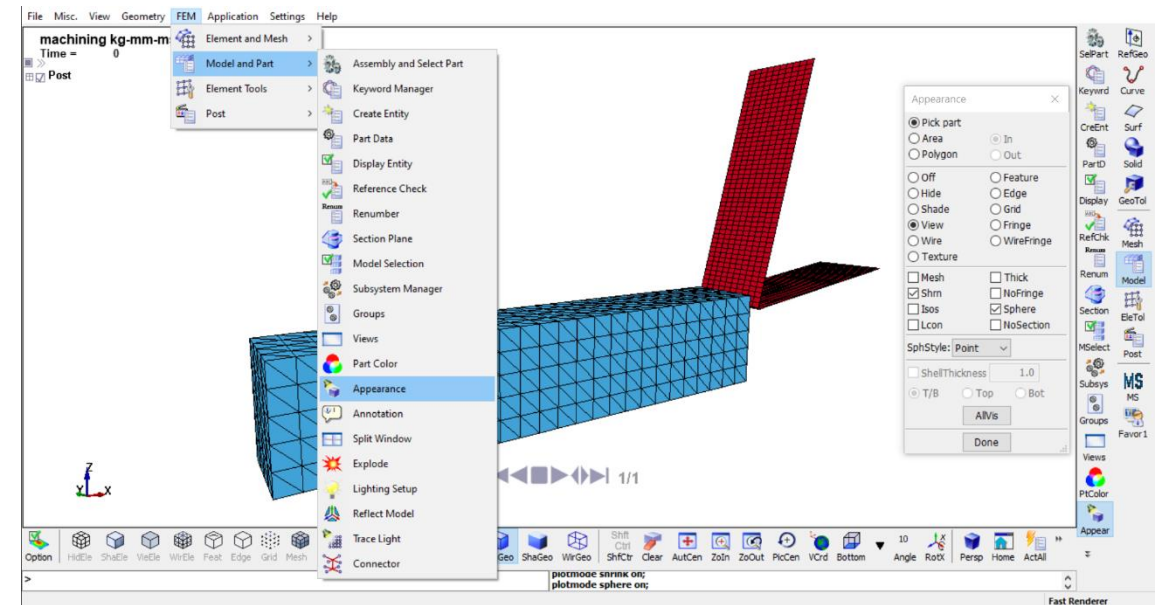 File Misc. View Geometry FEM Application Settings Help
machining kg-mm-m
Time = 0
Post
Element and Mesh >
Model and Part >
Element Tools >
Post >
Assembly and Select Part
Keyword Manager
Create Entity
Part Data
Display Entity
Reference Check
Renumber
Section Plane
Model Selection
Subsystem Manager
Groups
Views
Part Color
Appearance
Annotation
Split Window
Explode
Lighting Setup
Reflect Model
Trace Light
Connector
Z
Y X
1/1
Appearance
Pick part
Area In
Polygon Out
Off Feature
Hide Edge
Shade Grid
View Fringe
Wire WireFringe
Texture
Mesh Thick
Shrn NoFringe
Isos Sphere
Lcon NoSection
SphStyle: Point
ShellThickness 1.0
T/B Top Bot
AllVis
Done
SelPart RefGeo
Keywrd Curve
CreEnt Surf
PartD Solid
Display GeoTol
RefChk Mesh
Renum
Renum Model
Section EleTol
MSelect Post
Subsys MS
MS
Groups Favor1
Views
PtColor
Appear
Option HidEle ShaEle VieEle WirEle Feat Edge Grid Mesh Geo ShaGeo WirGeo ShfCtr Clear AutCen ZoIn ZoOut PicCen VCrd Bottom Angle RotX Persp Home ActAll
Shft
Ctrl
10
>
plotmode shrink on;
plotmode sphere on;
Fast Renderer